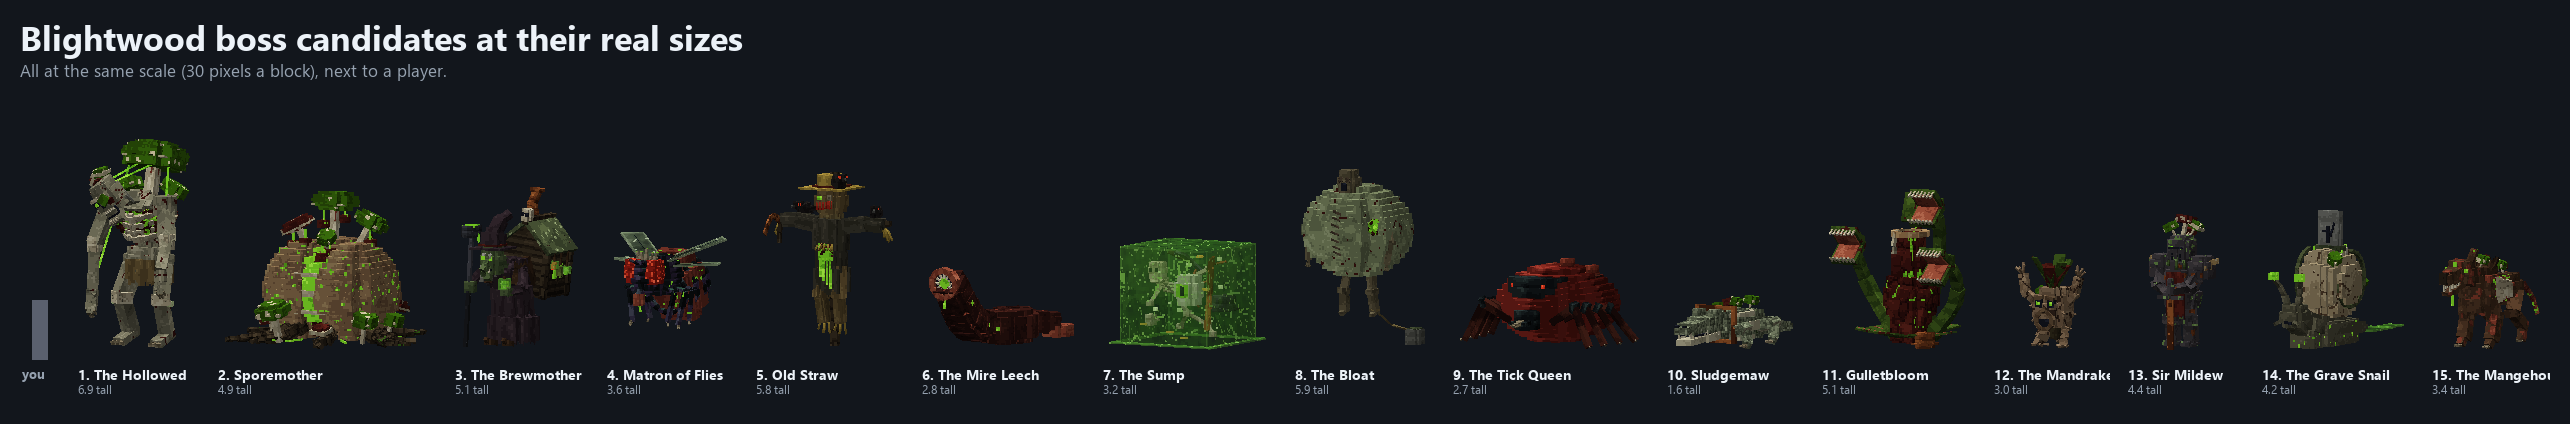 Blightwood boss candidates at their real sizes
All at the same scale (30 pixels a block), next to a player.
you
1. The Hollowed
6.9 tall
2. Sporemother
4.9 tall
3. The Brewmother
5.1 tall
4. Matron of Flies
3.6 tall
5. Old Straw
5.8 tall
6. The Mire Leech
2.8 tall
7. The Sump
3.2 tall
8. The Bloat
5.9 tall
9. The Tick Queen
2.7 tall
10. Sludgemaw
1.6 tall
11. Gulletbloom
5.1 tall
12. The Mandrake
3.0 tall
13. Sir Mildew
4.4 tall
14. The Grave Snail
4.2 tall
15. The Mangehou
3.4 tall